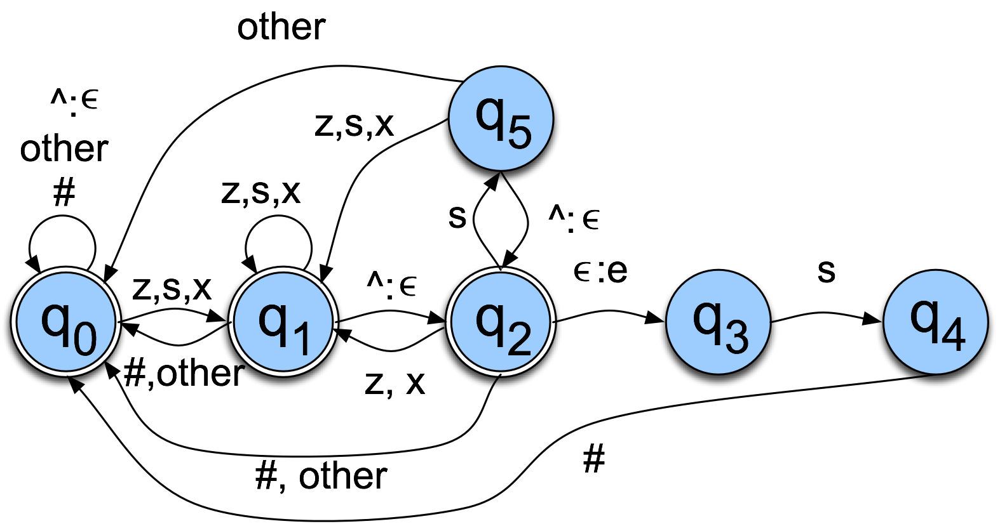 other
^:ϵ
q5
z,s,x
other
#
z,s,x
s
^:ϵ
z,s,x
^:ϵ
ϵ:e
s
q0
q1
q2
q3
q4
#,other
z, x
#, other
#